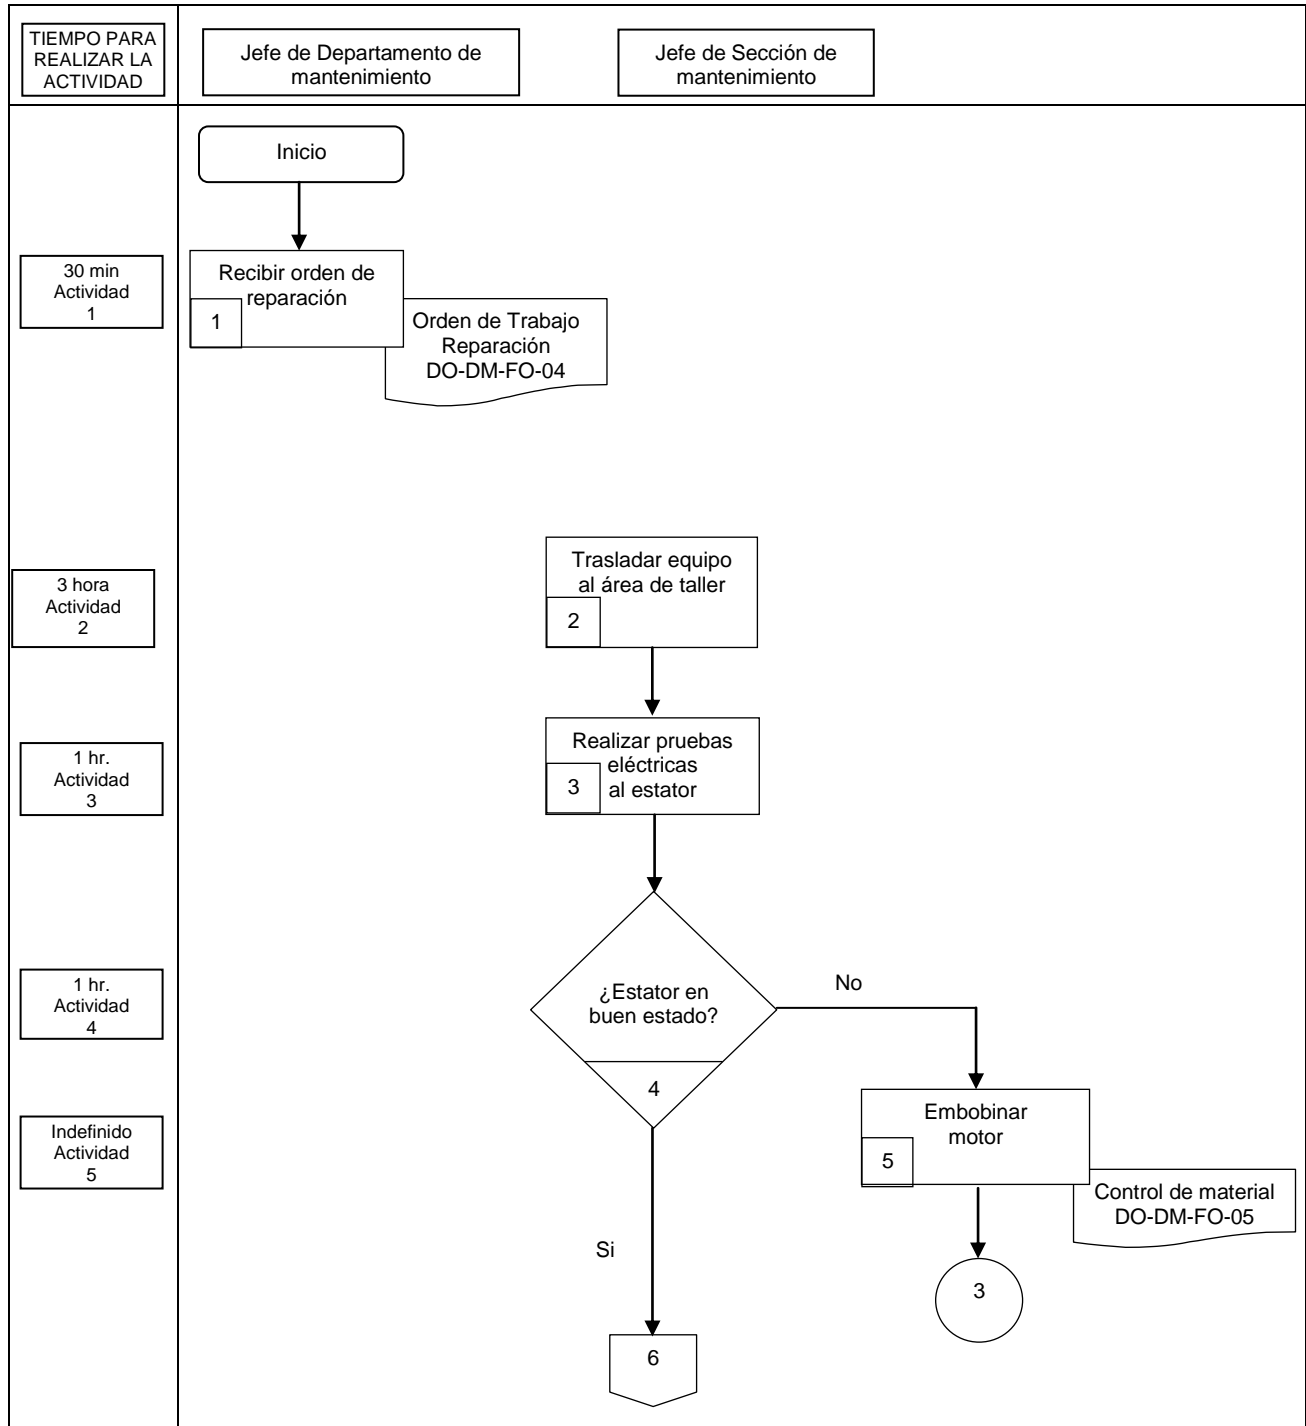 TIEMPO PARA
REALIZAR LA
ACTIVIDAD
Jefe de Departamento de
mantenimiento
Jefe de Sección de
mantenimiento
Inicio
30 min
Actividad
1
Recibir orden de
reparación
1
Orden de Trabajo
Reparación
DO-DM-FO-04
3 hora
Actividad
2
Trasladar equipo
al área de taller
2
1 hr.
Actividad
3
Realizar pruebas
eléctricas
al estator
3
1 hr.
Actividad
4
¿Estator en
buen estado?
4
No
Indefinido
Actividad
5
Embobinar
motor
5
Control de material
DO-DM-FO-05
Si
3
6